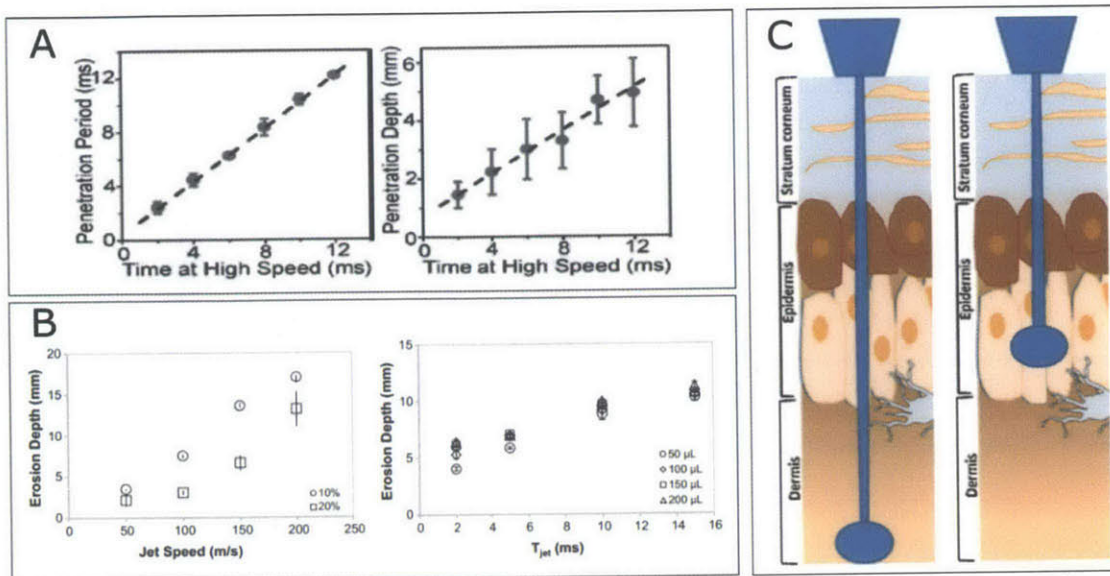 A
Penetration Period (ms)
12
8
4
0
0
4
8
12
Time at High Speed (ms)
Penetration Depth (mm)
6
4
2
0
0
4
8
12
Time at High Speed (ms)
B
Erosion Depth (mm)
20
15
10
5
0
0
50
100
150
200
250
Jet Speed (m/s)
10%
20%
Erosion Depth (mm)
15
10
5
0
0
2
4
6
8
10
12
14
16
Tjet (ms)
50 µL
100 µL
150 µL
200 µL
C
Stratum corneum
Epidermis
Dermis
Stratum corneum
Epidermis
Dermis